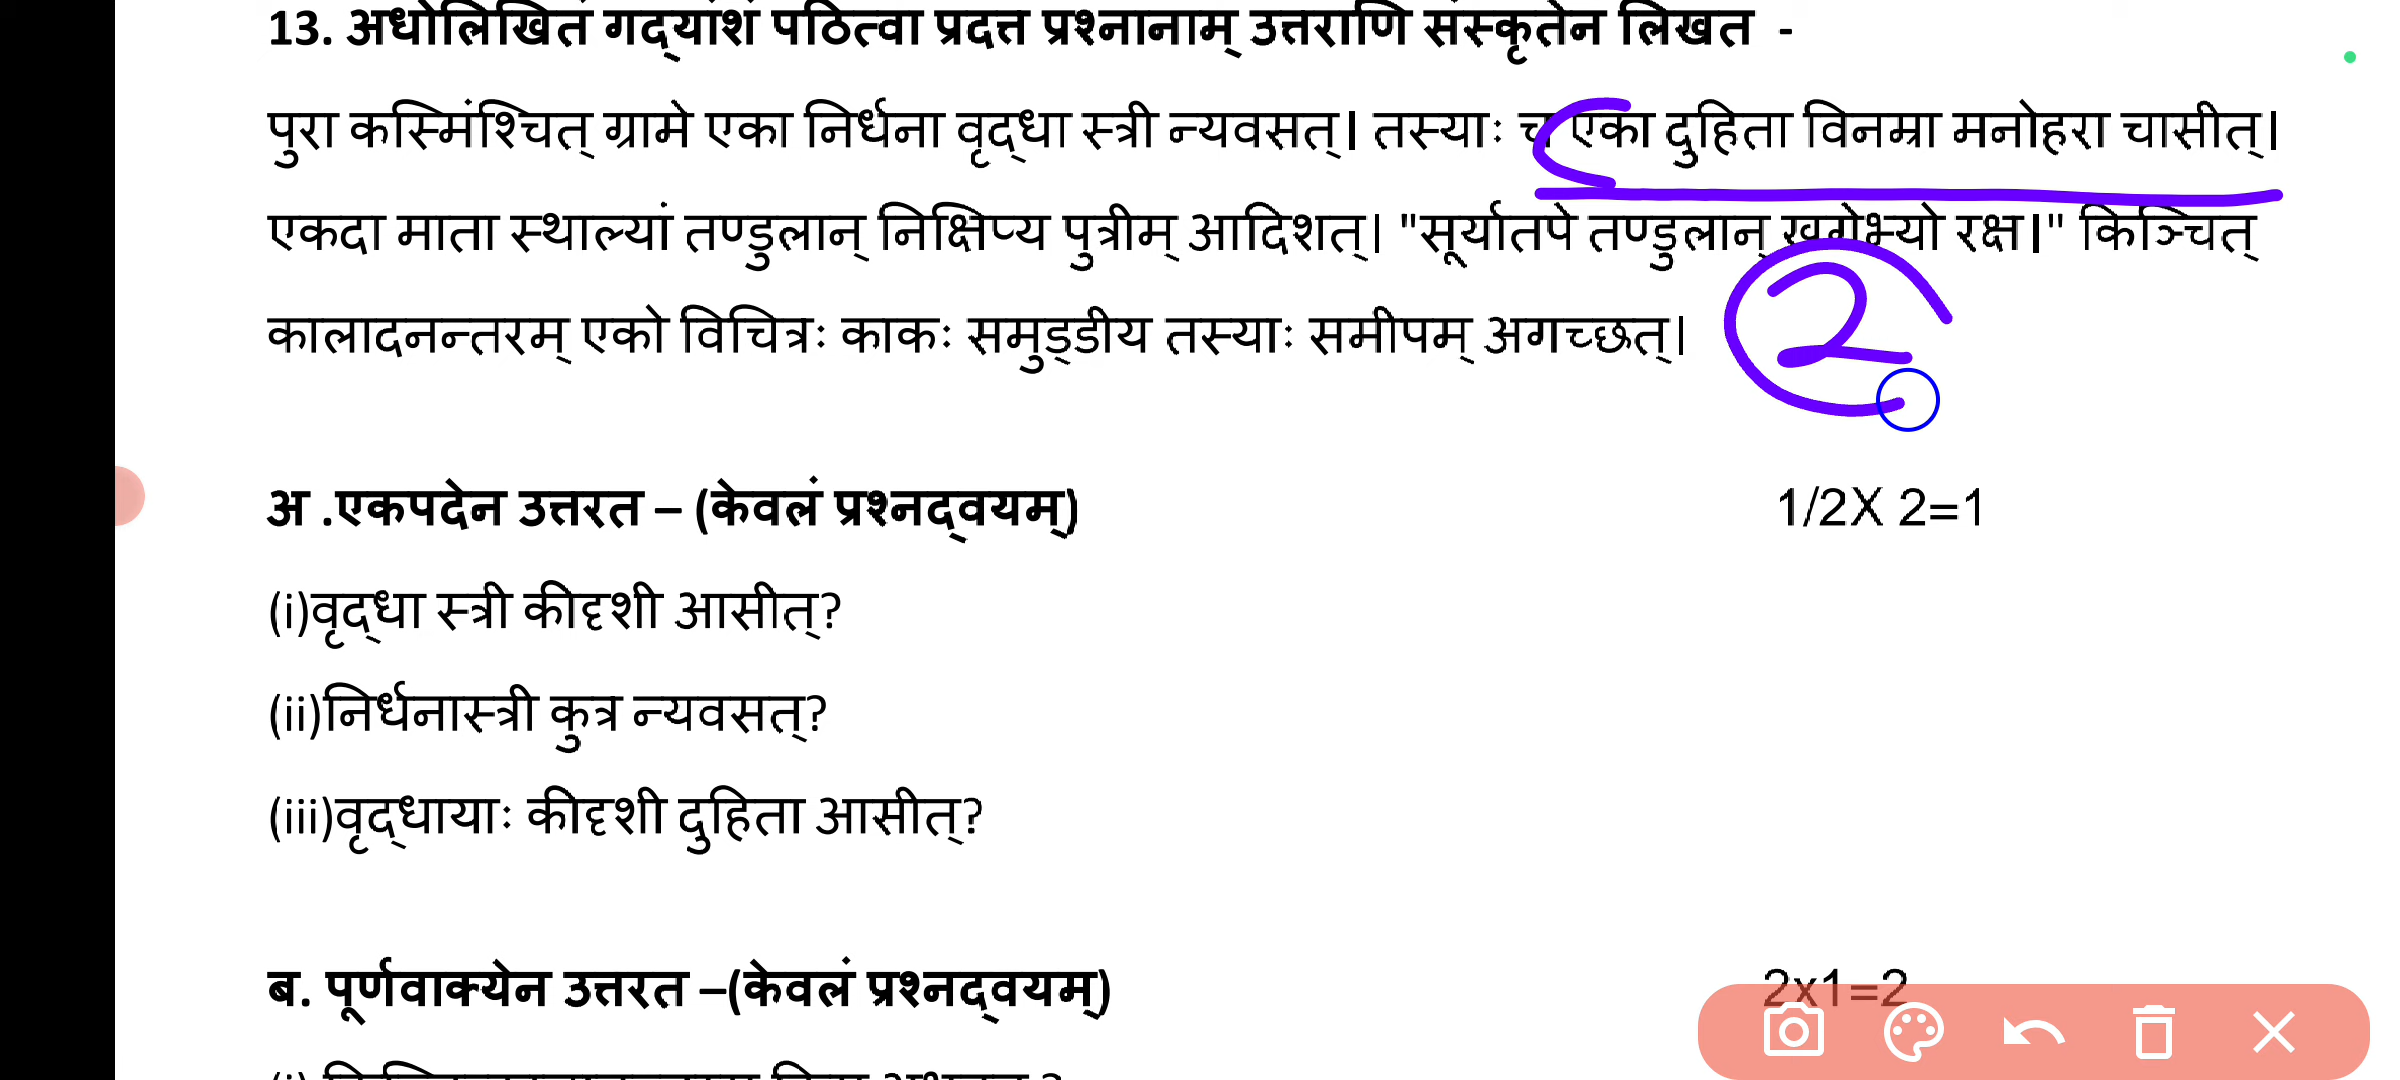 13. अधोलिखितं गद्यांशं पठित्वा प्रदत्त प्रश्नानाम् उत्तराणि संस्कृतेन लिखत -
पुरा कस्मिंश्चित् ग्रामे एका निर्धना वृद्धा स्त्री न्यवसत्। तस्याः च एका दुहिता विनम्रा मनोहरा चासीत्।
एकदा माता स्थाल्यां तण्डुलान् निक्षिप्य पुत्रीम् आदिशत्। "सूर्यातपे तण्डुलान् खगेभ्यो रक्ष।" किञ्चित्
कालादनन्तरम् एको विचित्रः काकः समुड्डीय तस्याः समीपम् अगच्छत्।
2
अ .एकपदेन उत्तरत – (केवलं प्रश्नद्वयम्) 1/2X 2=1
(i)वृद्धा स्त्री कीदृशी आसीत्?
(ii)निर्धनास्त्री कुत्र न्यवसत्?
(iii)वृद्धायाः कीदृशी दुहिता आसीत्?
ब. पूर्णवाक्येन उत्तरत –(केवलं प्रश्नद्वयम्) 2x1=2